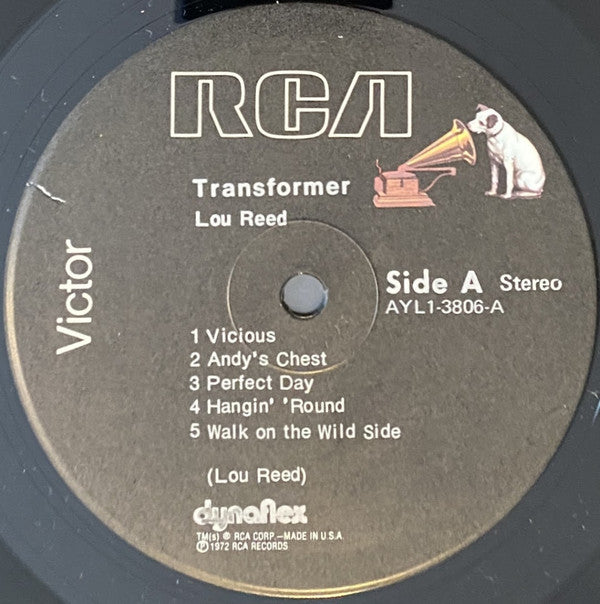 RCA
Transformer
Lou Reed
Victor
Side A Stereo
AYL1-3806-A
1 Vicious
2 Andy's Chest
3 Perfect Day
4 Hangin' 'Round
5 Walk on the Wild Side
(Lou Reed)
dynaflex
TM(s) ® RCA CORP.—MADE IN U.S.A.
℗ 1972 RCA RECORDS